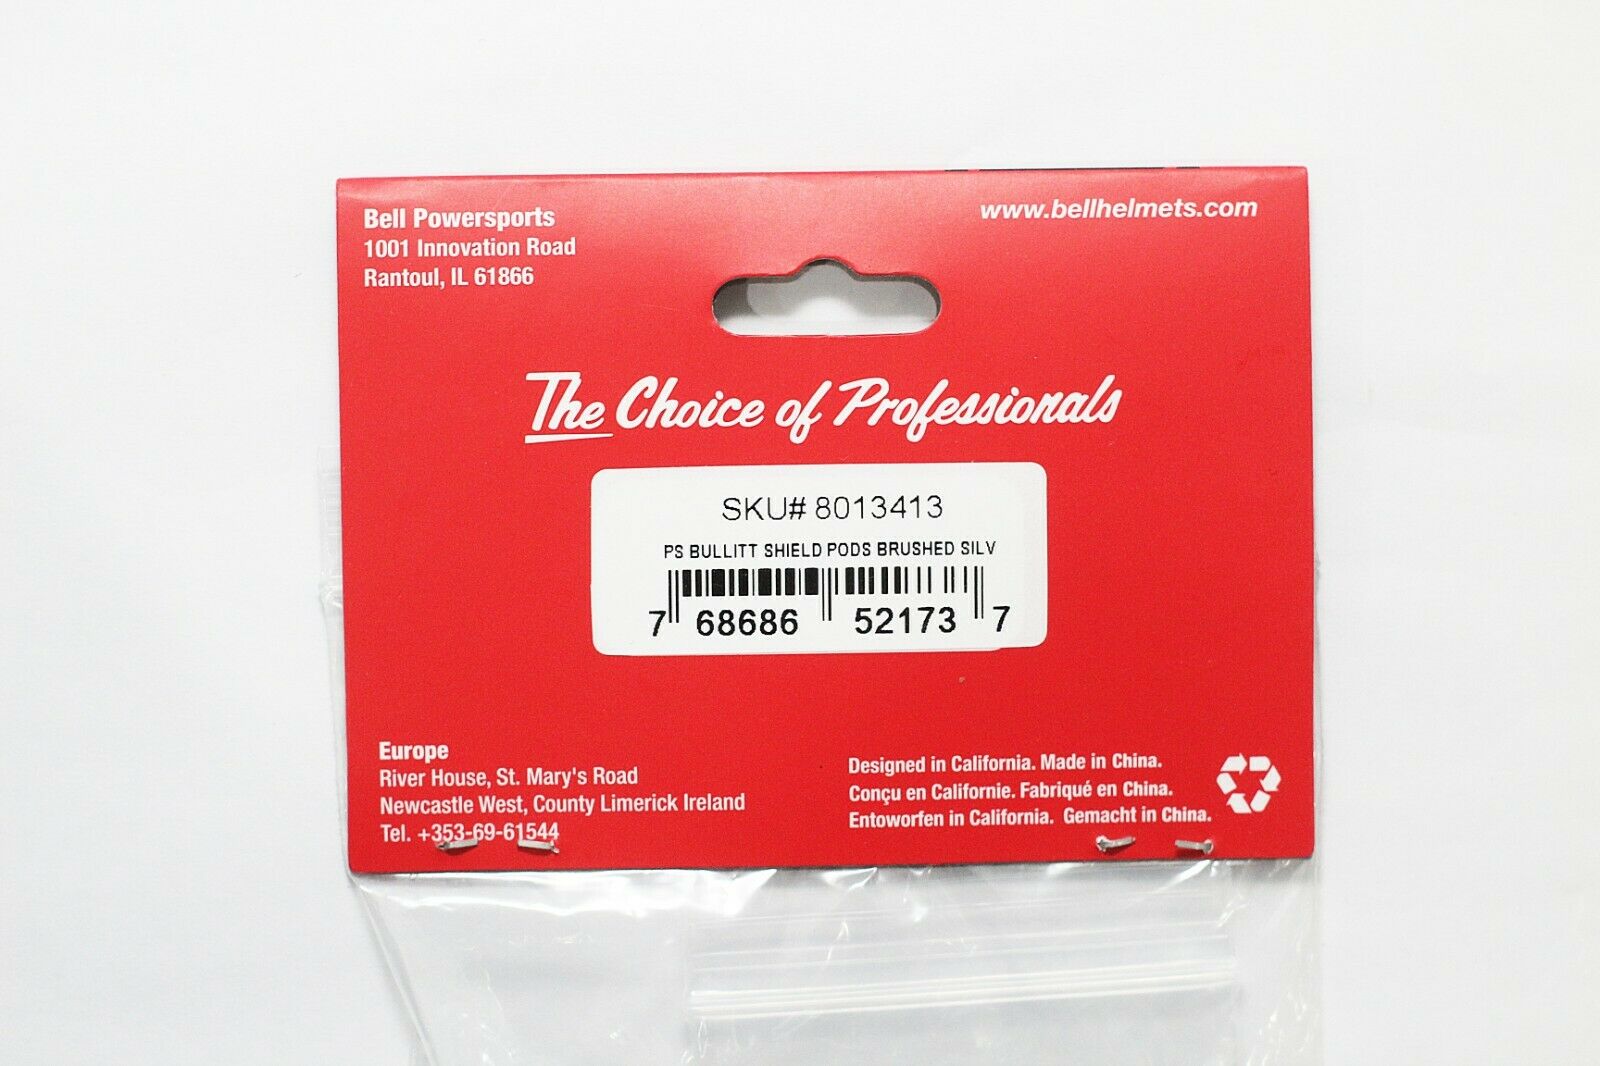 Bell Powersports
1001 Innovation Road
Rantoul, IL 61866
www.bellhelmets.com
The Choice of Professionals
SKU# 8013413
PS BULLITT SHIELD PODS BRUSHED SILV
7 68686 52173 7
Europe
River House, St. Mary's Road
Newcastle West, County Limerick Ireland
Tel. +353-69-61544
Designed in California. Made in China.
Conçu en Californie. Fabriqué en China.
Entoworfen in California. Gemacht in China.